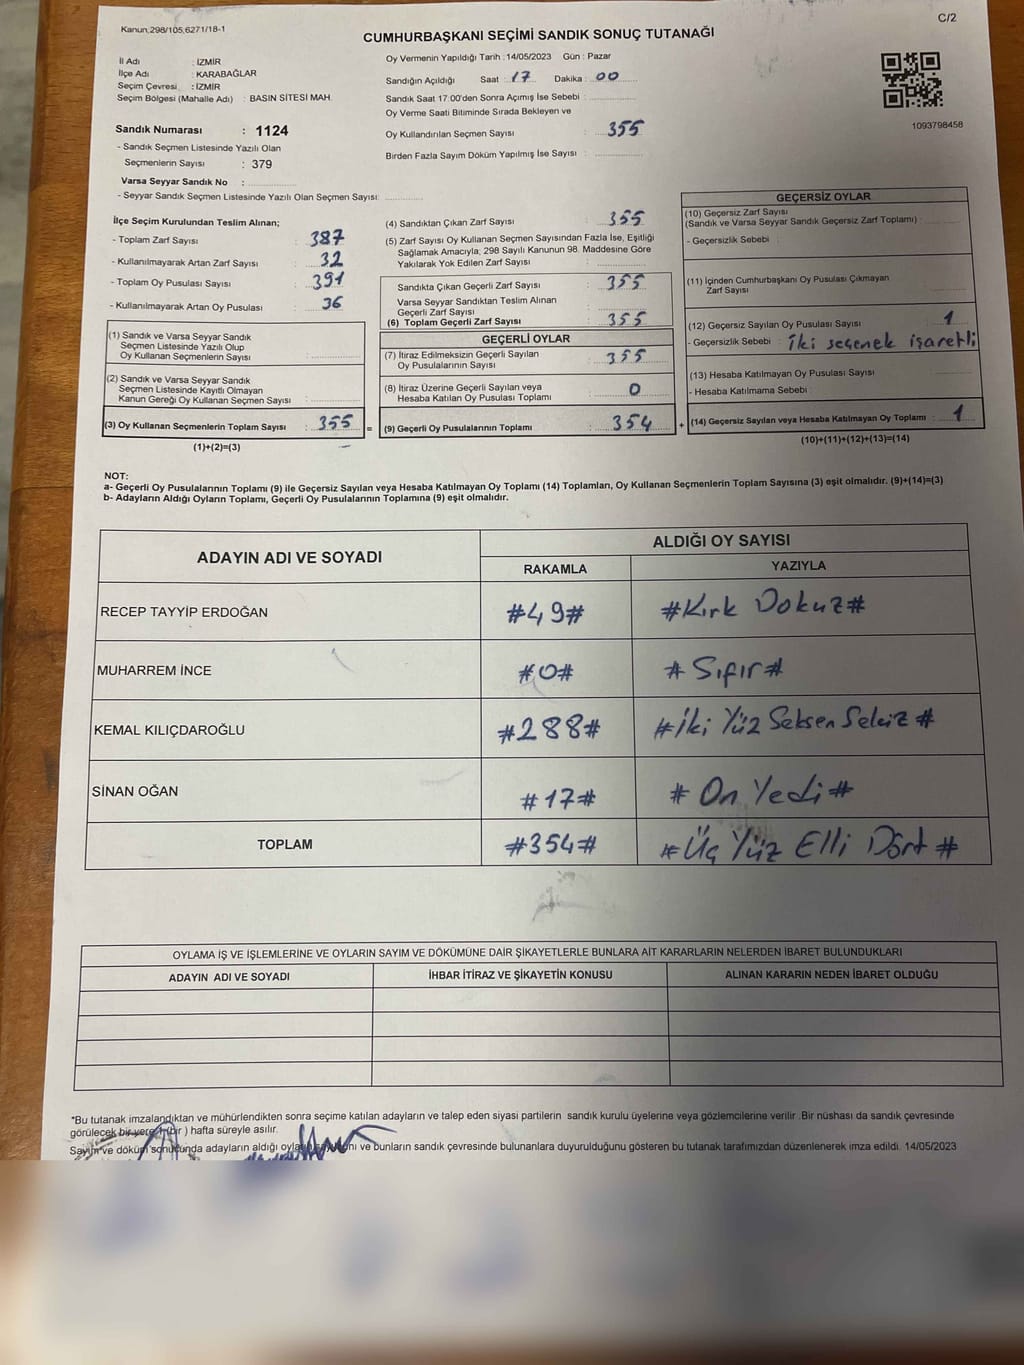 Kanun;298/105,6271/18-1
C/2
CUMHURBAŞKANI SEÇİMİ SANDIK SONUÇ TUTANAĞI
İl Adı : İZMİR
İlçe Adı : KARABAĞLAR
Seçim Çevresi : İZMİR
Seçim Bölgesi (Mahalle Adı) : BASIN SİTESİ MAH.
Sandık Numarası : 1124
- Sandık Seçmen Listesinde Yazılı Olan
Seçmenlerin Sayısı : 379
Varsa Seyyar Sandık No :
- Seyyar Sandık Seçmen Listesinde Yazılı Olan Seçmen Sayısı:
Oy Vermenin Yapıldığı Tarih : 14/05/2023 Gün : Pazar
Sandığın Açıldığı Saat : 17 Dakika : 00
Sandık Saat 17:00'den Sonra Açımış İse Sebebi :
Oy Verme Saati Bitiminde Sırada Bekleyen ve
Oy Kullandırılan Seçmen Sayısı : 355
Birden Fazla Sayım Döküm Yapılmış İse Sayısı :
1093798458
İlçe Seçim Kurulundan Teslim Alınan;
- Toplam Zarf Sayısı : 387
- Kullanılmayarak Artan Zarf Sayısı : 32
- Toplam Oy Pusulası Sayısı : 391
- Kullanılmayarak Artan Oy Pusulası : 36
(1) Sandık ve Varsa Seyyar Sandık
Seçmen Listesinde Yazılı Olup
Oy Kullanan Seçmenlerin Sayısı :
(2) Sandık ve Varsa Seyyar Sandık
Seçmen Listesinde Kayıtlı Olmayan
Kanun Gereği Oy Kullanan Seçmen Sayısı :
(3) Oy Kullanan Seçmenlerin Toplam Sayısı : 355 =
(1)+(2)=(3)
(4) Sandıktan Çıkan Zarf Sayısı : 355
(5) Zarf Sayısı Oy Kullanan Seçmen Sayısından Fazla İse, Eşitliği
Sağlamak Amacıyla; 298 Sayılı Kanunun 98. Maddesine Göre
Yakılarak Yok Edilen Zarf Sayısı :
Sandıkta Çıkan Geçerli Zarf Sayısı : 355
Varsa Seyyar Sandıktan Teslim Alınan
Geçerli Zarf Sayısı :
(6) Toplam Geçerli Zarf Sayısı : 355
GEÇERLİ OYLAR
(7) İtiraz Edilmeksizin Geçerli Sayılan
Oy Pusulalarının Sayısı : 355
(8) İtiraz Üzerine Geçerli Sayılan veya
Hesaba Katılan Oy Pusulası Toplamı : 0
(9) Geçerli Oy Pusulalarının Toplamı : 354 +
GEÇERSİZ OYLAR
(10) Geçersiz Zarf Sayısı
(Sandık ve Varsa Seyyar Sandık Geçersiz Zarf Toplamı) :
- Geçersizlik Sebebi :
(11) İçinden Cumhurbaşkanı Oy Pusulası Çıkmayan
Zarf Sayısı :
(12) Geçersiz Sayılan Oy Pusulası Sayısı : 1
- Geçersizlik Sebebi : iki seçenek işaretli
(13) Hesaba Katılmayan Oy Pusulası Sayısı :
- Hesaba Katılmama Sebebi :
(14) Geçersiz Sayılan veya Hesaba Katılmayan Oy Toplamı : 1
(10)+(11)+(12)+(13)=(14)
NOT:
a- Geçerli Oy Pusulalarının Toplamı (9) ile Geçersiz Sayılan veya Hesaba Katılmayan Oy Toplamı (14) Toplamları, Oy Kullanan Seçmenlerin Toplam Sayısına (3) eşit olmalıdır. (9)+(14)=(3)
b- Adayların Aldığı Oyların Toplamı, Geçerli Oy Pusulalarının Toplamına (9) eşit olmalıdır.
ADAYIN ADI VE SOYADI ALDIĞI OY SAYISI
RAKAMLA YAZIYLA
RECEP TAYYİP ERDOĞAN #49# #Kırk Dokuz#
MUHARREM İNCE #0# #Sıfır#
KEMAL KILIÇDAROĞLU #288# #İki Yüz Seksen Sekiz#
SİNAN OĞAN #17# #On Yedi#
TOPLAM #354# #Üç Yüz Elli Dört#
OYLAMA İŞ VE İŞLEMLERİNE VE OYLARIN SAYIM VE DÖKÜMÜNE DAİR ŞİKAYETLERLE BUNLARA AİT KARARLARIN NELERDEN İBARET BULUNDUKLARI
ADAYIN ADI VE SOYADI İHBAR İTİRAZ VE ŞİKAYETİN KONUSU ALINAN KARARIN NEDEN İBARET OLDUĞU
*Bu tutanak imzalandıktan ve mühürlendikten sonra seçime katılan adayların ve talep eden siyasi partilerin sandık kurulu üyelerine veya gözlemcilerine verilir. Bir nüshası da sandık çevresinde
görülecek bir yere 1 (bir ) hafta süreyle asılır.
Sayım ve döküm sonucunda adayların aldığı ve bunların sandık çevresinde bulunanlara duyurulduğunu gösteren bu tutanak tarafımızdan düzenlenerek imza edildi. 14/05/2023